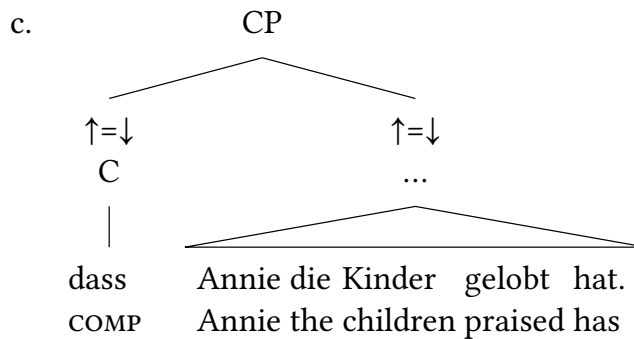 c. CP
↑=↓ ↑=↓
C ...
dass Annie die Kinder gelobt hat.
COMP Annie the children praised has